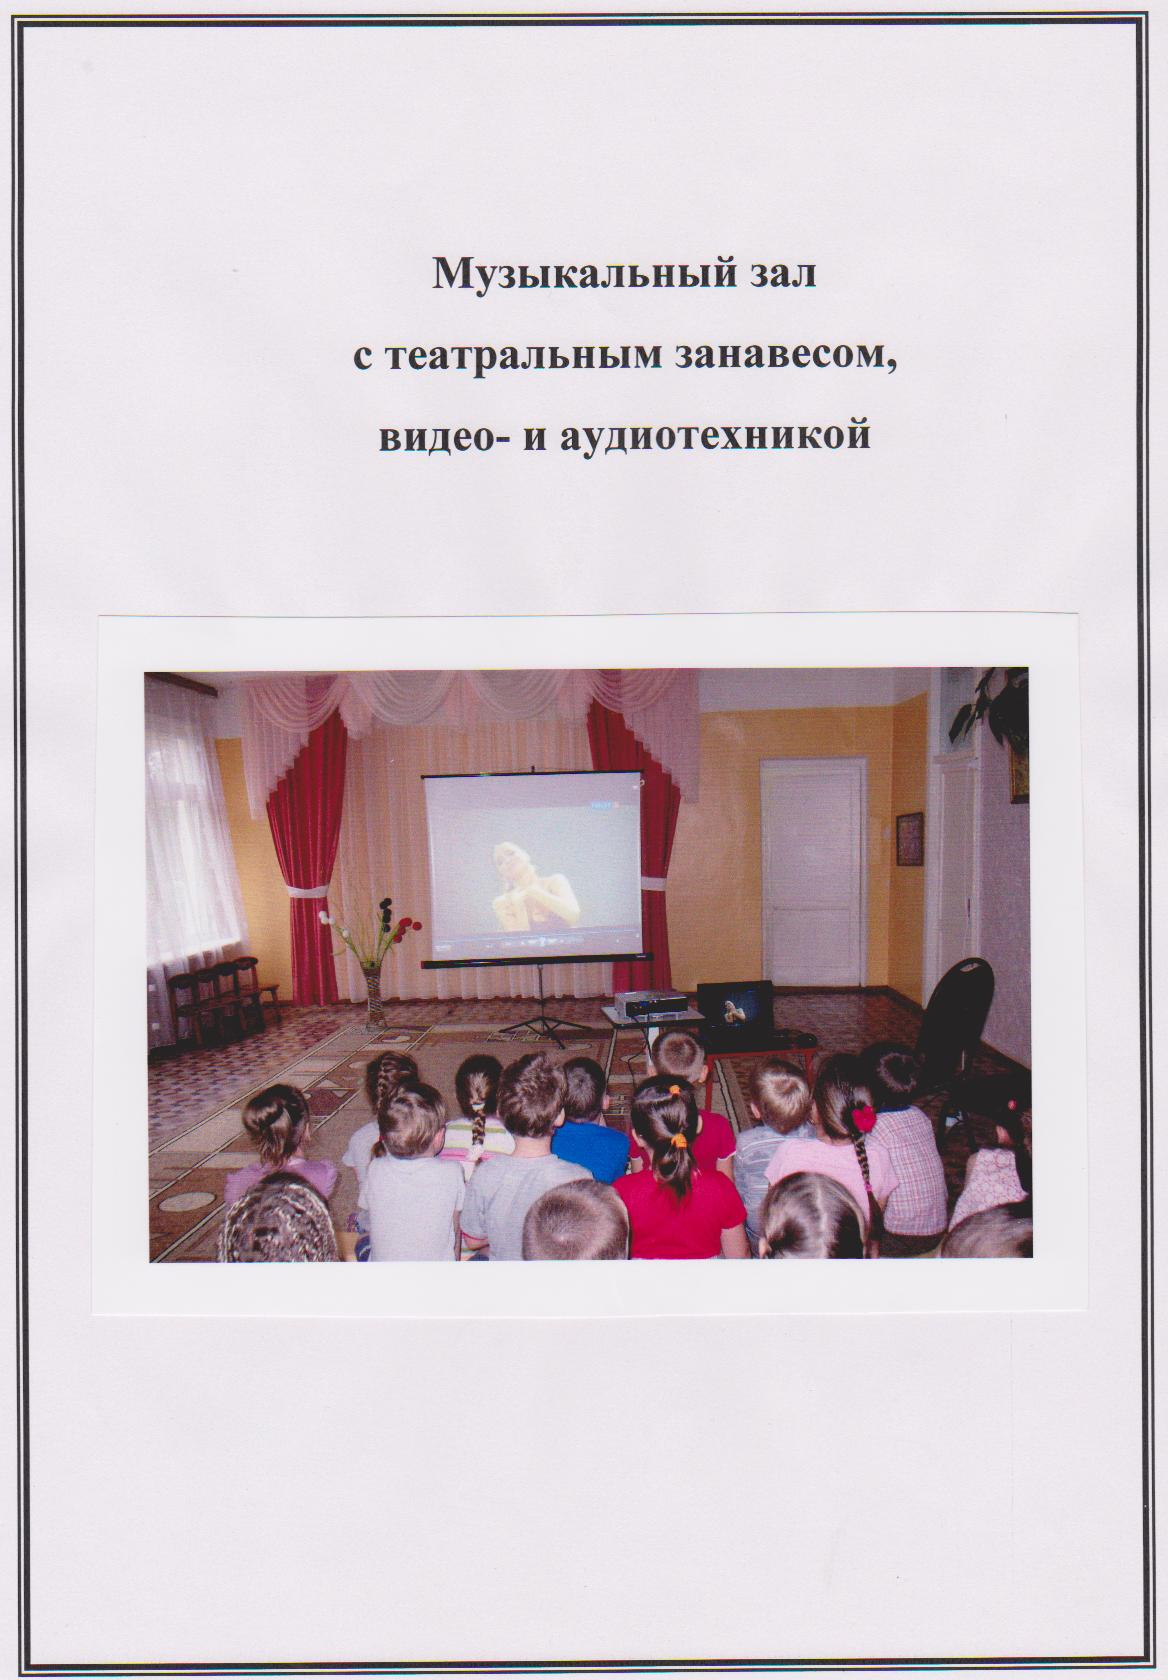 Музыкальный зал
с театральным занавесом,
видео- и аудиотехникой